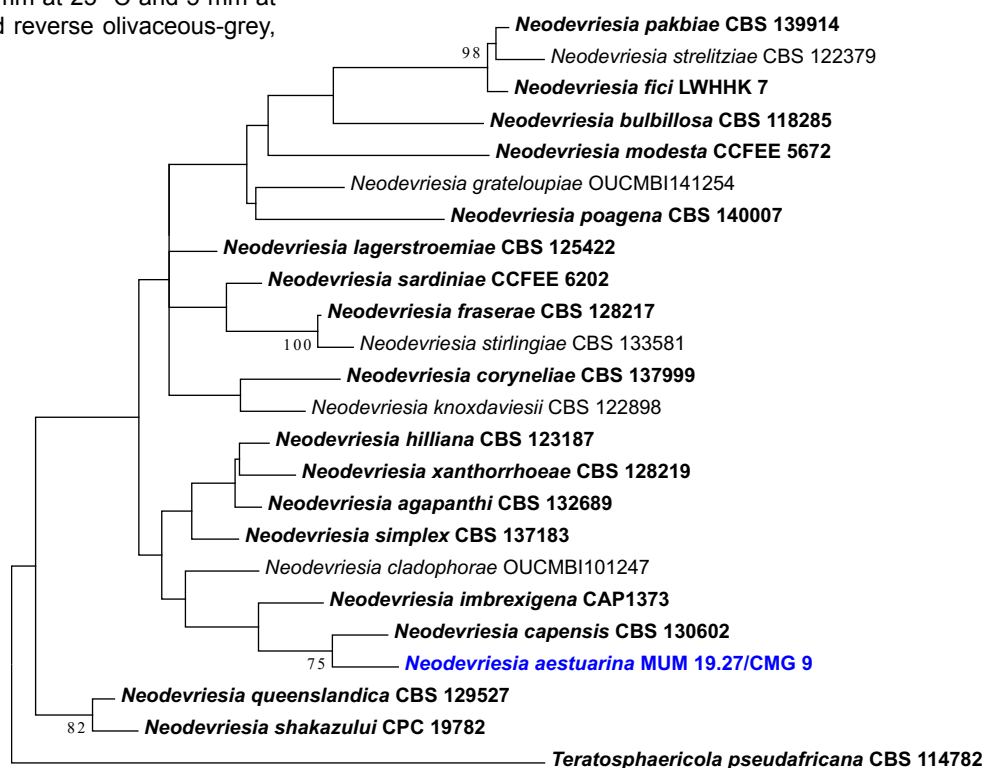 mm at
d reverse olivaceous-grey,
Neodevriesia pakbiae CBS 139914
98
Neodevriesia strelitziae CBS 122379
Neodevriesia fici LWHHK 7
Neodevriesia bulbillosa CBS 118285
Neodevriesia modesta CCFEE 5672
Neodevriesia grateloupiae OUCMBI141254
Neodevriesia poagena CBS 140007
Neodevriesia lagerstroemiae CBS 125422
Neodevriesia sardiniae CCFEE 6202
Neodevriesia fraserae CBS 128217
100
Neodevriesia stirlingiae CBS 133581
Neodevriesia coryneliae CBS 137999
Neodevriesia knoxdaviesii CBS 122898
Neodevriesia hilliana CBS 123187
Neodevriesia xanthorrhoeae CBS 128219
Neodevriesia agapanthi CBS 132689
Neodevriesia simplex CBS 137183
Neodevriesia cladophorae OUCMBI101247
Neodevriesia imbrexigena CAP1373
Neodevriesia capensis CBS 130602
75
Neodevriesia aestuarina MUM 19.27/CMG 9
Neodevriesia queenslandica CBS 129527
82
Neodevriesia shakazului CPC 19782
Teratosphaericola pseudafricana CBS 114782